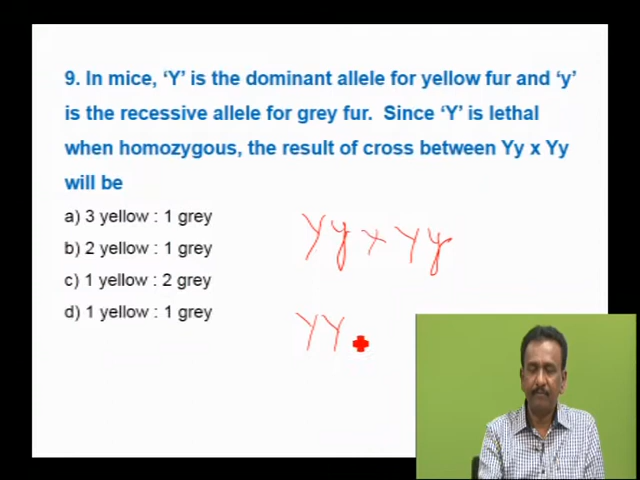 9. In mice, ‘Y’ is the dominant allele for yellow fur and ‘y’
is the recessive allele for grey fur. Since ‘Y’ is lethal
when homozygous, the result of cross between Yy x Yy
will be
a) 3 yellow : 1 grey
b) 2 yellow : 1 grey
c) 1 yellow : 2 grey
d) 1 yellow : 1 grey
Yy x Yy
YY